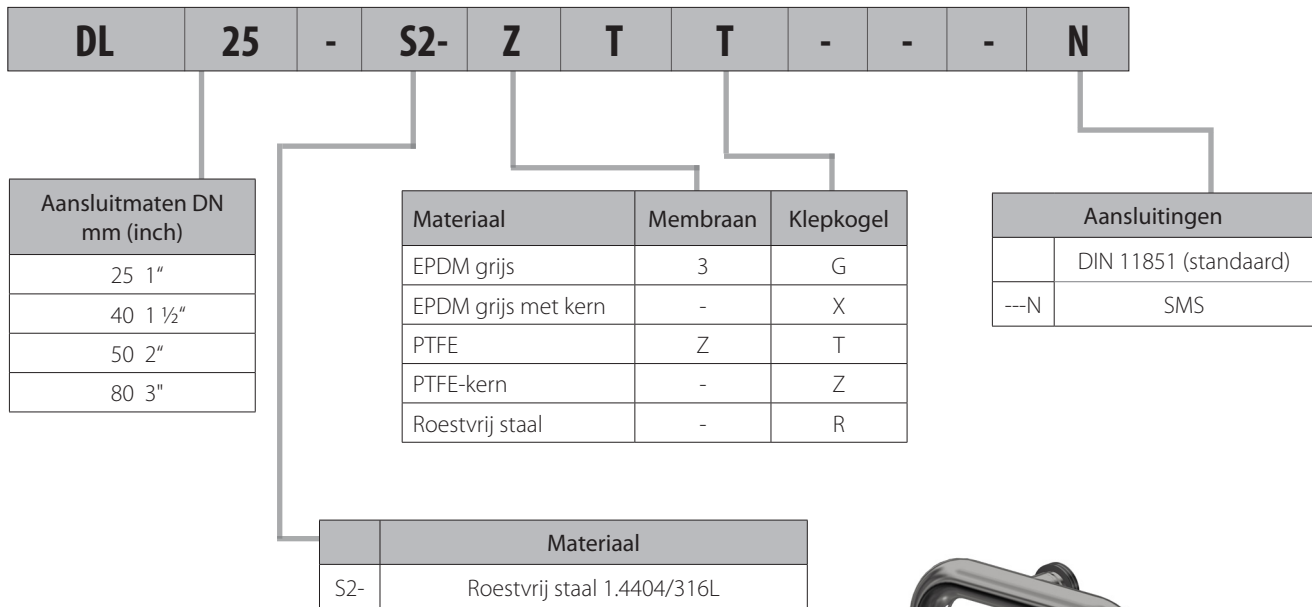 DL 25 - S2- Z T T - - - N
Aansluitmaten DN
mm (inch)
25 1“
40 1 ½“
50 2“
80 3"
Materiaal Membraan Klepkogel
EPDM grijs 3 G
EPDM grijs met kern - X
PTFE Z T
PTFE-kern - Z
Roestvrij staal - R
Aansluitingen
DIN 11851 (standaard)
---N SMS
Materiaal
S2- Roestvrij staal 1.4404/316L